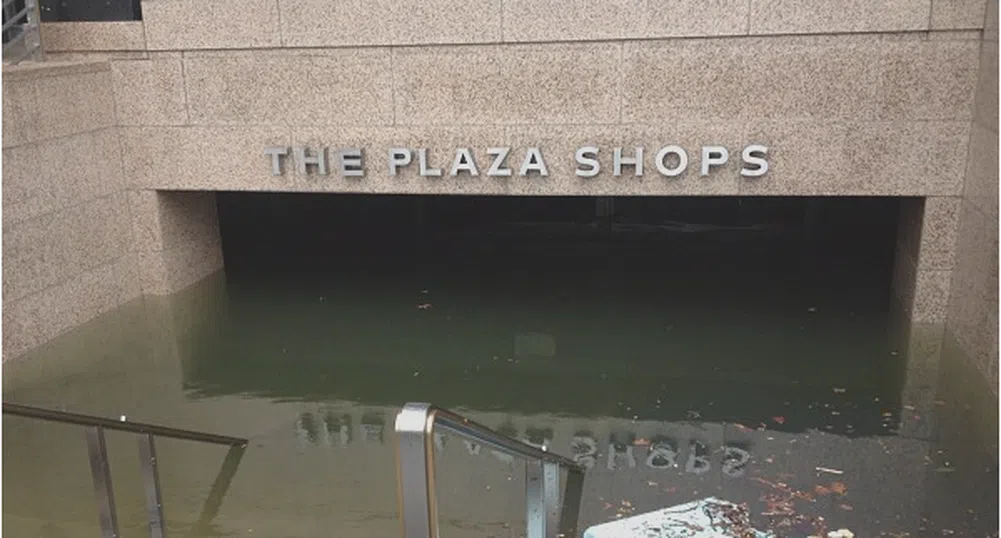 THE PLAZA SHOPS